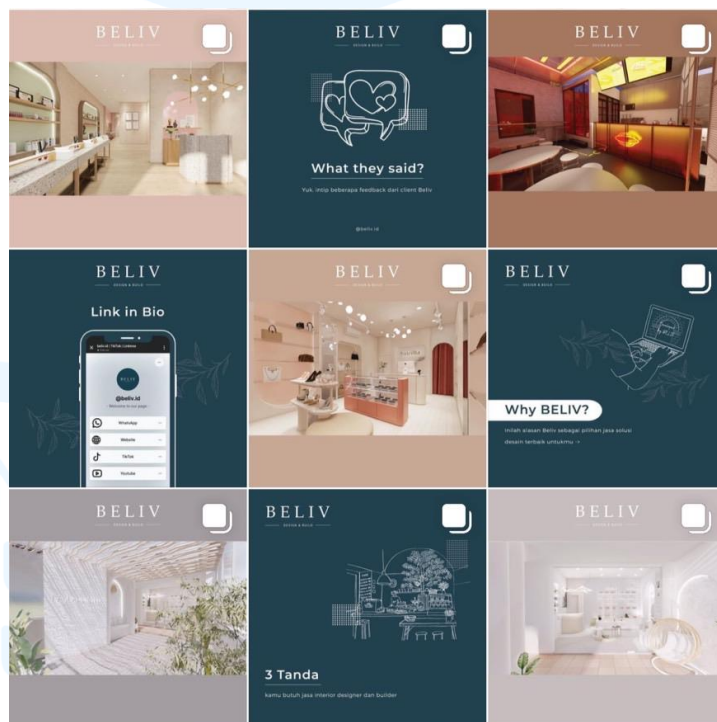 BELIV
DESIGN & BUILD
BELIV
DESIGN & BUILD
What they said?
Yuk, intip beberapa feedback dari client Beliv
@beliv.id
BELIV
DESIGN & BUILD
BELIV
DESIGN & BUILD
Link in Bio
@beliv.id
WhatsApp
Website
TikTok
Youtube
BELIV
DESIGN & BUILD
BELIV
DESIGN & BUILD
Why BELIV?
Inilah alasan Beliv sebagai pilihan jasa solusi
desain terbaik untukmu →
BELIV
DESIGN & BUILD
BELIV
DESIGN & BUILD
3 Tanda
kamu butuh jasa interior designer dan builder
BELIV
DESIGN & BUILD